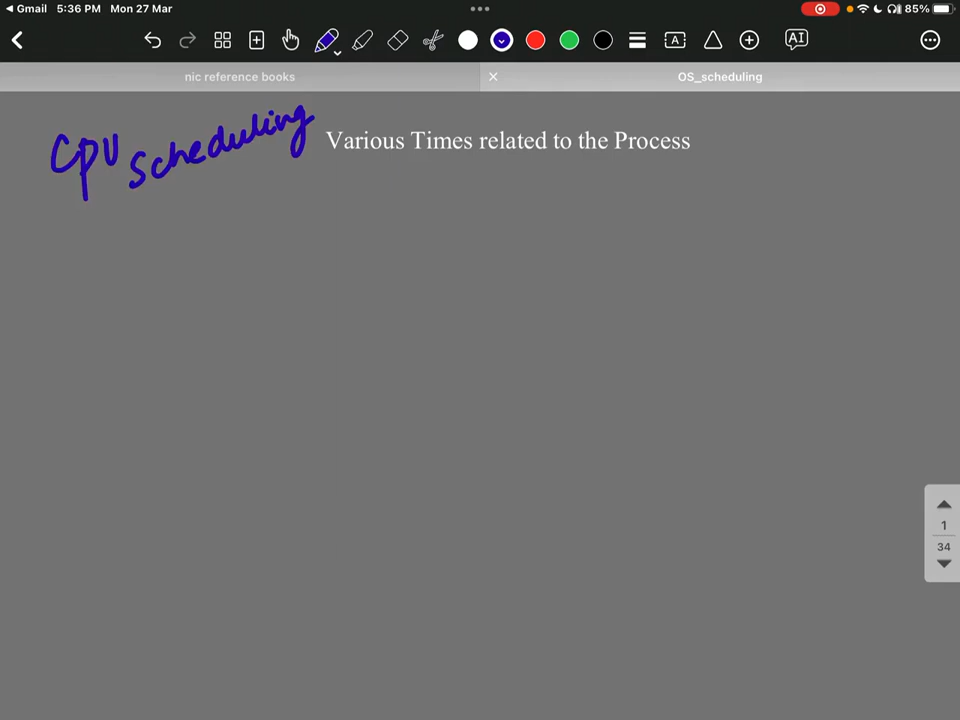 Gmail 5:36 PM Mon 27 Mar 85%
A AI
nic reference books OS_scheduling
CPU Scheduling Various Times related to the Process
1
34